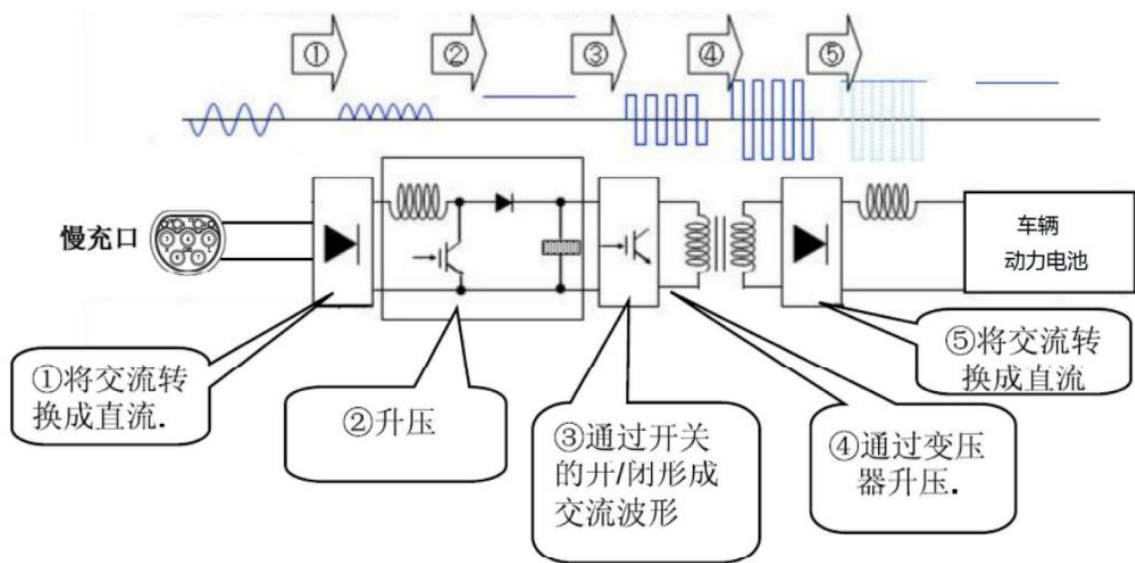 ① ② ③ ④ ⑤
慢充口
车辆
动力电池
①将交流转
换成直流.
②升压
③通过开关
的开/闭形成
交流波形
④通过变压
器升压.
⑤将交流转
换成直流